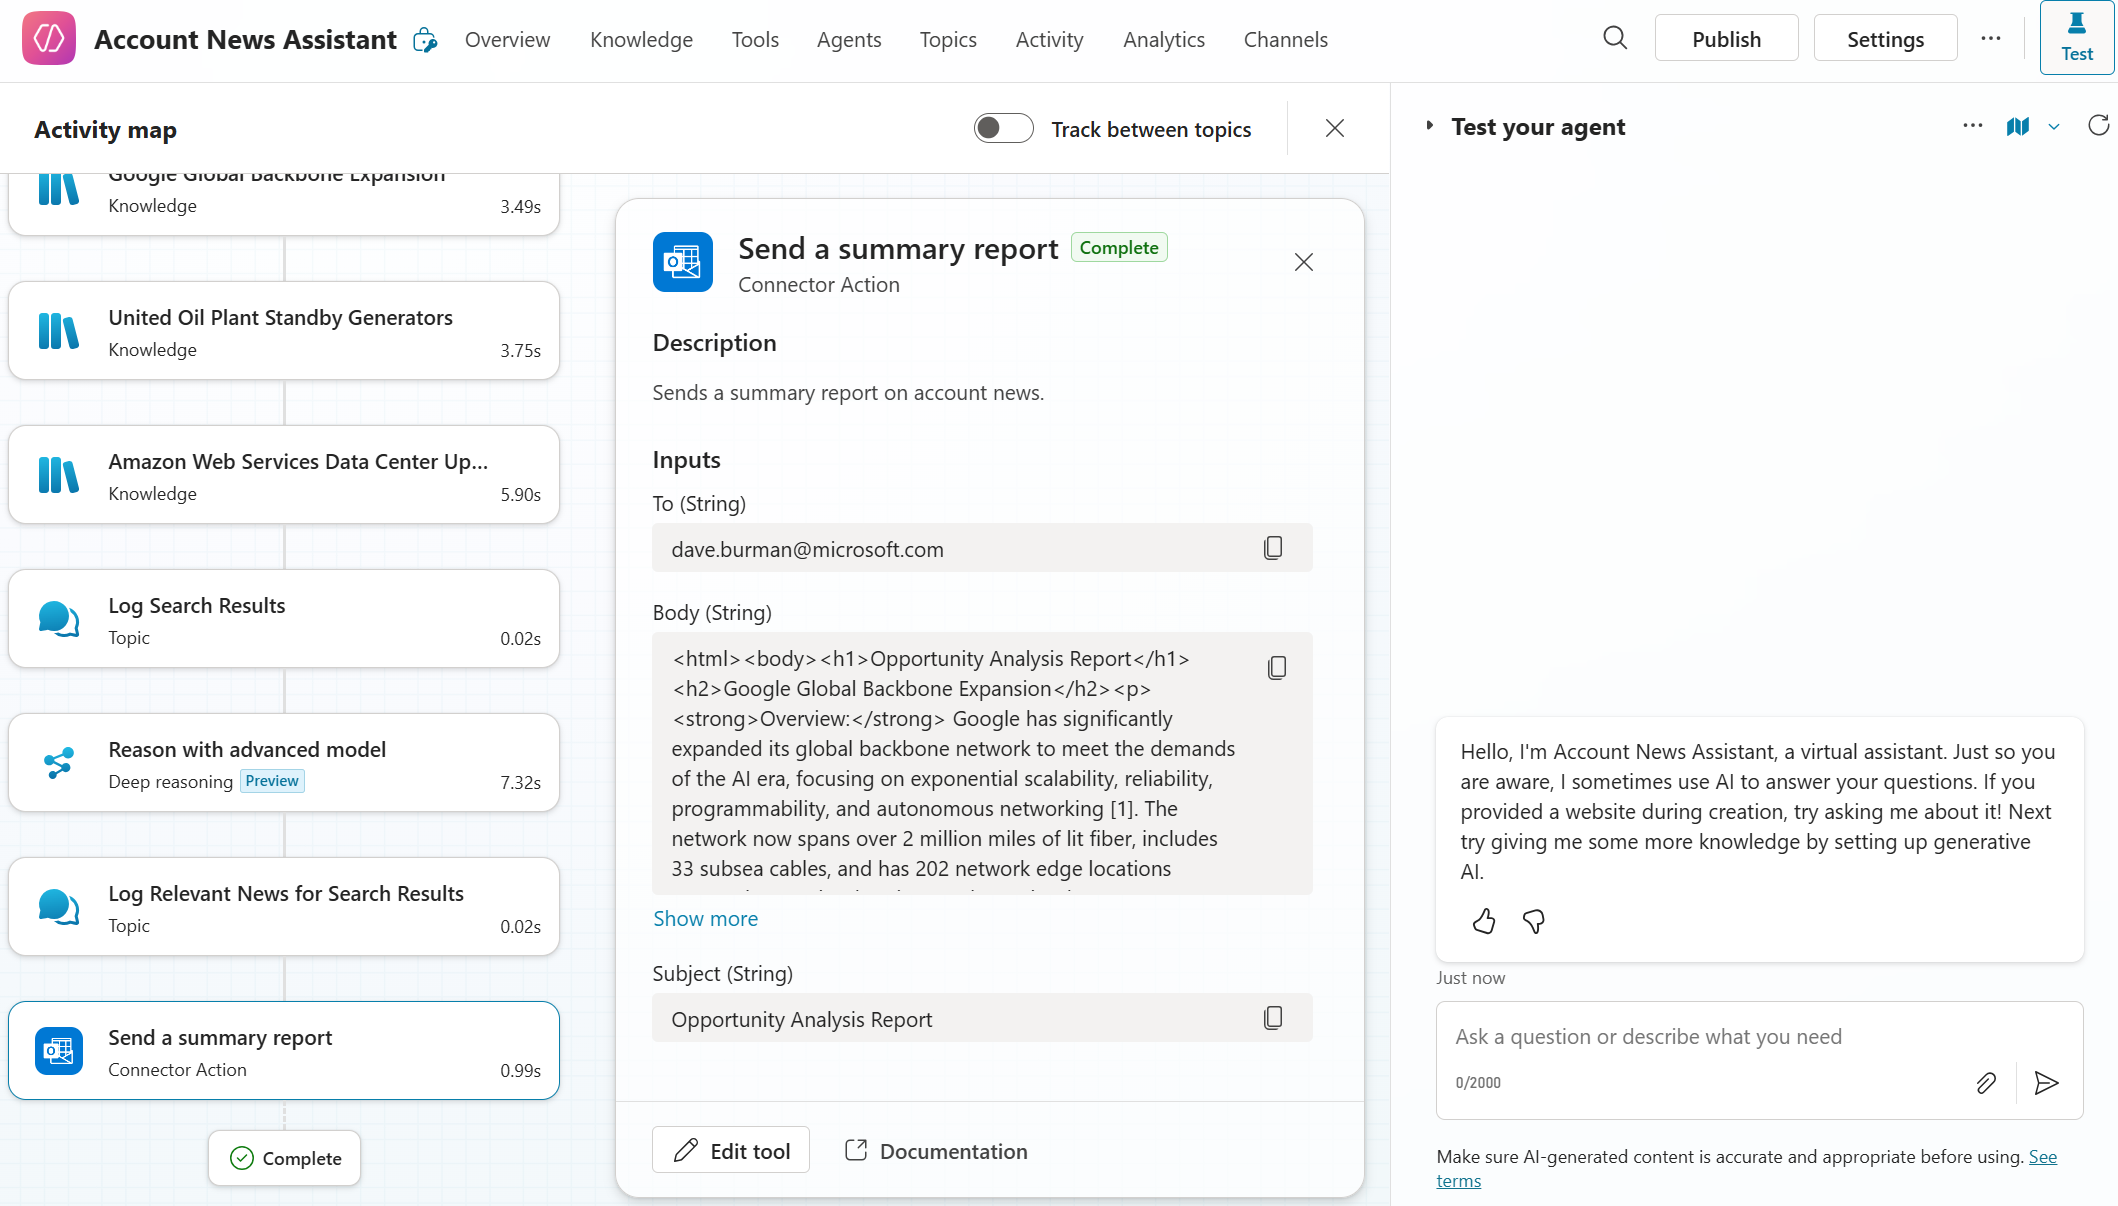 Account News Assistant
Overview
Knowledge
Tools
Agents
Topics
Activity
Analytics
Channels
Publish
Settings
Test
Activity map
Track between topics
Google Global Backbone Expansion
Knowledge
3.49s
United Oil Plant Standby Generators
Knowledge
3.75s
Amazon Web Services Data Center Up...
Knowledge
5.90s
Log Search Results
Topic
0.02s
Reason with advanced model
Deep reasoning Preview
7.32s
Log Relevant News for Search Results
Topic
0.02s
Send a summary report
Connector Action
0.99s
Complete
Send a summary report Complete
Connector Action
Description
Sends a summary report on account news.
Inputs
To (String)
dave.burman@microsoft.com
Body (String)
<html><body><h1>Opportunity Analysis Report</h1>
<h2>Google Global Backbone Expansion</h2><p>
<strong>Overview:</strong> Google has significantly
expanded its global backbone network to meet the demands
of the AI era, focusing on exponential scalability, reliability,
programmability, and autonomous networking [1]. The
network now spans over 2 million miles of lit fiber, includes
33 subsea cables, and has 202 network edge locations
Show more
Subject (String)
Opportunity Analysis Report
Edit tool
Documentation
Test your agent
Hello, I'm Account News Assistant, a virtual assistant. Just so you
are aware, I sometimes use AI to answer your questions. If you
provided a website during creation, try asking me about it! Next
try giving me some more knowledge by setting up generative
AI.
Just now
Ask a question or describe what you need
0/2000
Make sure AI-generated content is accurate and appropriate before using. See
terms